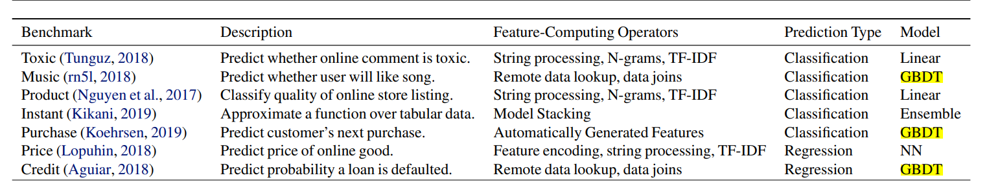 Benchmark Description Feature-Computing Operators Prediction Type Model
Toxic (Tunguz, 2018) Predict whether online comment is toxic. String processing, N-grams, TF-IDF Classification Linear
Music (rn5l, 2018) Predict whether user will like song. Remote data lookup, data joins Classification GBDT
Product (Nguyen et al., 2017) Classify quality of online store listing. String processing, N-grams, TF-IDF Classification Linear
Instant (Kikani, 2019) Approximate a function over tabular data. Model Stacking Classification Ensemble
Purchase (Koehrsen, 2019) Predict customer's next purchase. Automatically Generated Features Classification GBDT
Price (Lopuhin, 2018) Predict price of online good. Feature encoding, string processing, TF-IDF Regression NN
Credit (Aguiar, 2018) Predict probability a loan is defaulted. Remote data lookup, data joins Regression GBDT